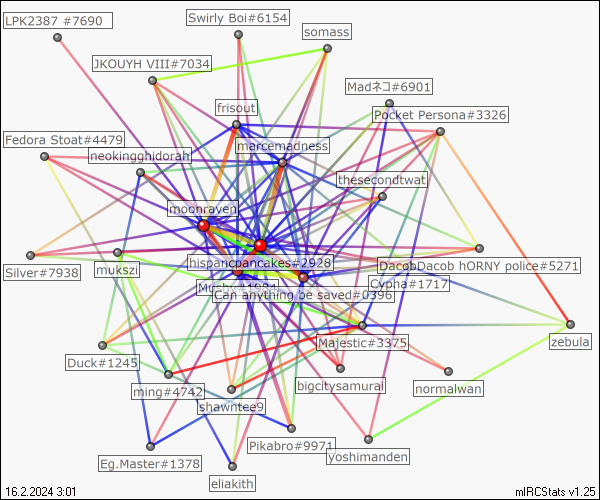 LPK2387 #7690
Swirly Boi#6154
somass
JKOUYH VIII#7034
Madネコ#6901
frisout
Pocket Persona#3326
Fedora Stoat#4479
marcemadness
neokingghidorah
thesecondtwat
moonraven
hispancpancakes#2928
DacobDacob hORNY police#5271
Silver#7938
mukszi
Cypha#1717
Can anything be saved#0396
zebula
Majestic#3375
Duck#1245
bigcitysamurai
normalwan
ming#4742
shawntee9
Pikabro#9971
yoshimanden
Eg.Master#1378
eliakith
16.2.2024 3:01
mIRCStats v1.25